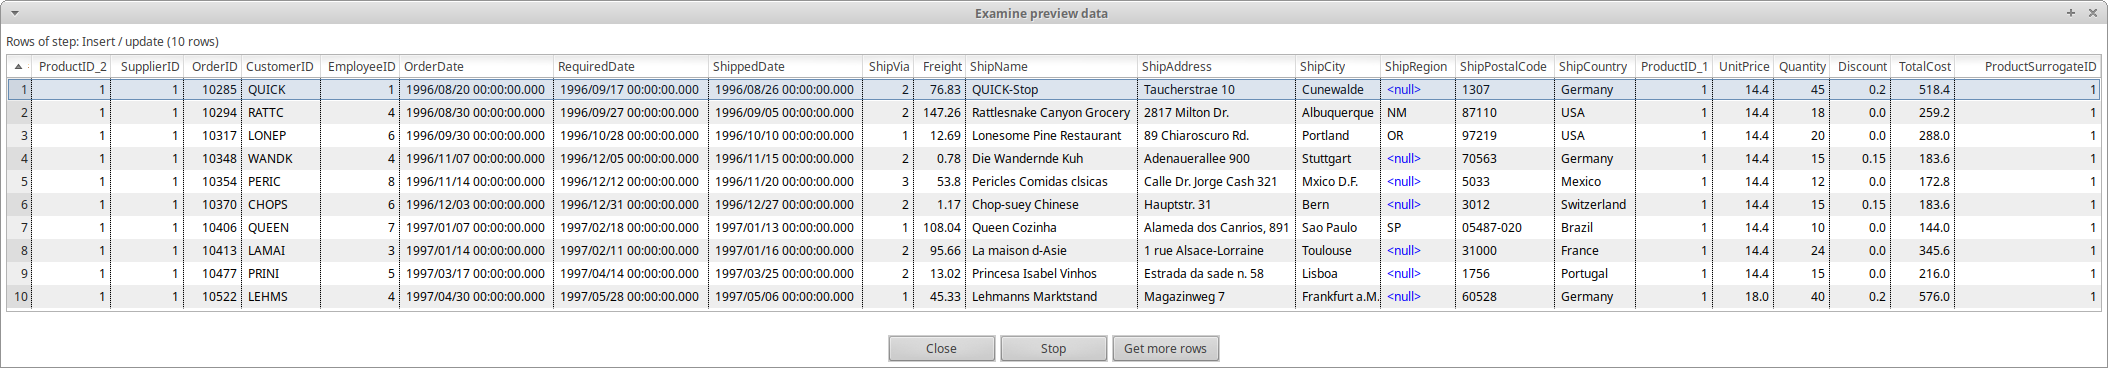 Examine preview data
Rows of step: Insert / update (10 rows)
ProductID_2 SupplierID OrderID CustomerID EmployeeID OrderDate RequiredDate ShippedDate ShipVia Freight ShipName ShipAddress ShipCity ShipRegion ShipPostalCode ShipCountry ProductID_1 UnitPrice Quantity Discount TotalCost ProductSurrogateID
1 1 1 10285 QUICK 1 1996/08/20 00:00:00.000 1996/09/17 00:00:00.000 1996/08/26 00:00:00.000 2 76.83 QUICK-Stop Taucherstrae 10 Cunewalde <null> 1307 Germany 1 14.4 45 0.2 518.4 1
2 1 1 10294 RATTC 4 1996/08/30 00:00:00.000 1996/09/27 00:00:00.000 1996/09/05 00:00:00.000 2 147.26 Rattlesnake Canyon Grocery 2817 Milton Dr. Albuquerque NM 87110 USA 1 14.4 18 0.0 259.2 1
3 1 1 10317 LONEP 6 1996/09/30 00:00:00.000 1996/10/28 00:00:00.000 1996/10/10 00:00:00.000 1 12.69 Lonesome Pine Restaurant 89 Chiaroscuro Rd. Portland OR 97219 USA 1 14.4 20 0.0 288.0 1
4 1 1 10348 WANDK 4 1996/11/07 00:00:00.000 1996/12/05 00:00:00.000 1996/11/15 00:00:00.000 2 0.78 Die Wandernde Kuh Adenauerallee 900 Stuttgart <null> 70563 Germany 1 14.4 15 0.15 183.6 1
5 1 1 10354 PERIC 8 1996/11/14 00:00:00.000 1996/12/12 00:00:00.000 1996/11/20 00:00:00.000 3 53.8 Pericles Comidas clsicas Calle Dr. Jorge Cash 321 Mxico D.F. <null> 5033 Mexico 1 14.4 12 0.0 172.8 1
6 1 1 10370 CHOPS 6 1996/12/03 00:00:00.000 1996/12/31 00:00:00.000 1996/12/27 00:00:00.000 2 1.17 Chop-suey Chinese Hauptstr. 31 Bern <null> 3012 Switzerland 1 14.4 15 0.15 183.6 1
7 1 1 10406 QUEEN 7 1997/01/07 00:00:00.000 1997/02/18 00:00:00.000 1997/01/13 00:00:00.000 1 108.04 Queen Cozinha Alameda dos Canrios, 891 Sao Paulo SP 05487-020 Brazil 1 14.4 10 0.0 144.0 1
8 1 1 10413 LAMAI 3 1997/01/14 00:00:00.000 1997/02/11 00:00:00.000 1997/01/16 00:00:00.000 2 95.66 La maison d-Asie 1 rue Alsace-Lorraine Toulouse <null> 31000 France 1 14.4 24 0.0 345.6 1
9 1 1 10477 PRINI 5 1997/03/17 00:00:00.000 1997/04/14 00:00:00.000 1997/03/25 00:00:00.000 2 13.02 Princesa Isabel Vinhos Estrada da sade n. 58 Lisboa <null> 1756 Portugal 1 14.4 15 0.0 216.0 1
10 1 1 10522 LEHMS 4 1997/04/30 00:00:00.000 1997/05/28 00:00:00.000 1997/05/06 00:00:00.000 1 45.33 Lehmanns Marktstand Magazinweg 7 Frankfurt a.M. <null> 60528 Germany 1 18.0 40 0.2 576.0 1
Close Stop Get more rows